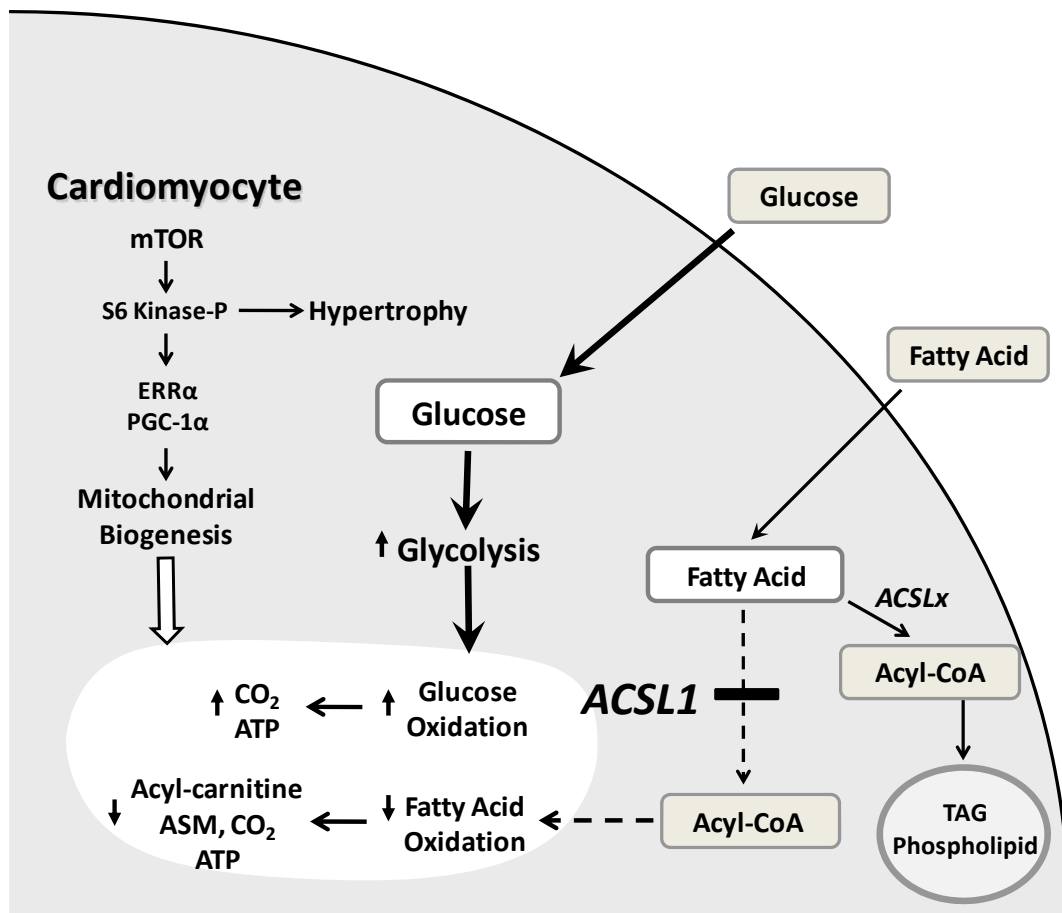 Cardiomyocyte
mTOR
S6 Kinase-P
Hypertrophy
ERRα
PGC-1α
Mitochondrial
Biogenesis
Glucose
Glucose
Glycolysis
Fatty Acid
Fatty Acid
ACSLx
Acyl-CoA
TAG
Phospholipid
ACSL1
Acyl-CoA
Glucose
Oxidation
CO₂
ATP
Fatty Acid
Oxidation
Acyl-carnitine
ASM, CO₂
ATP